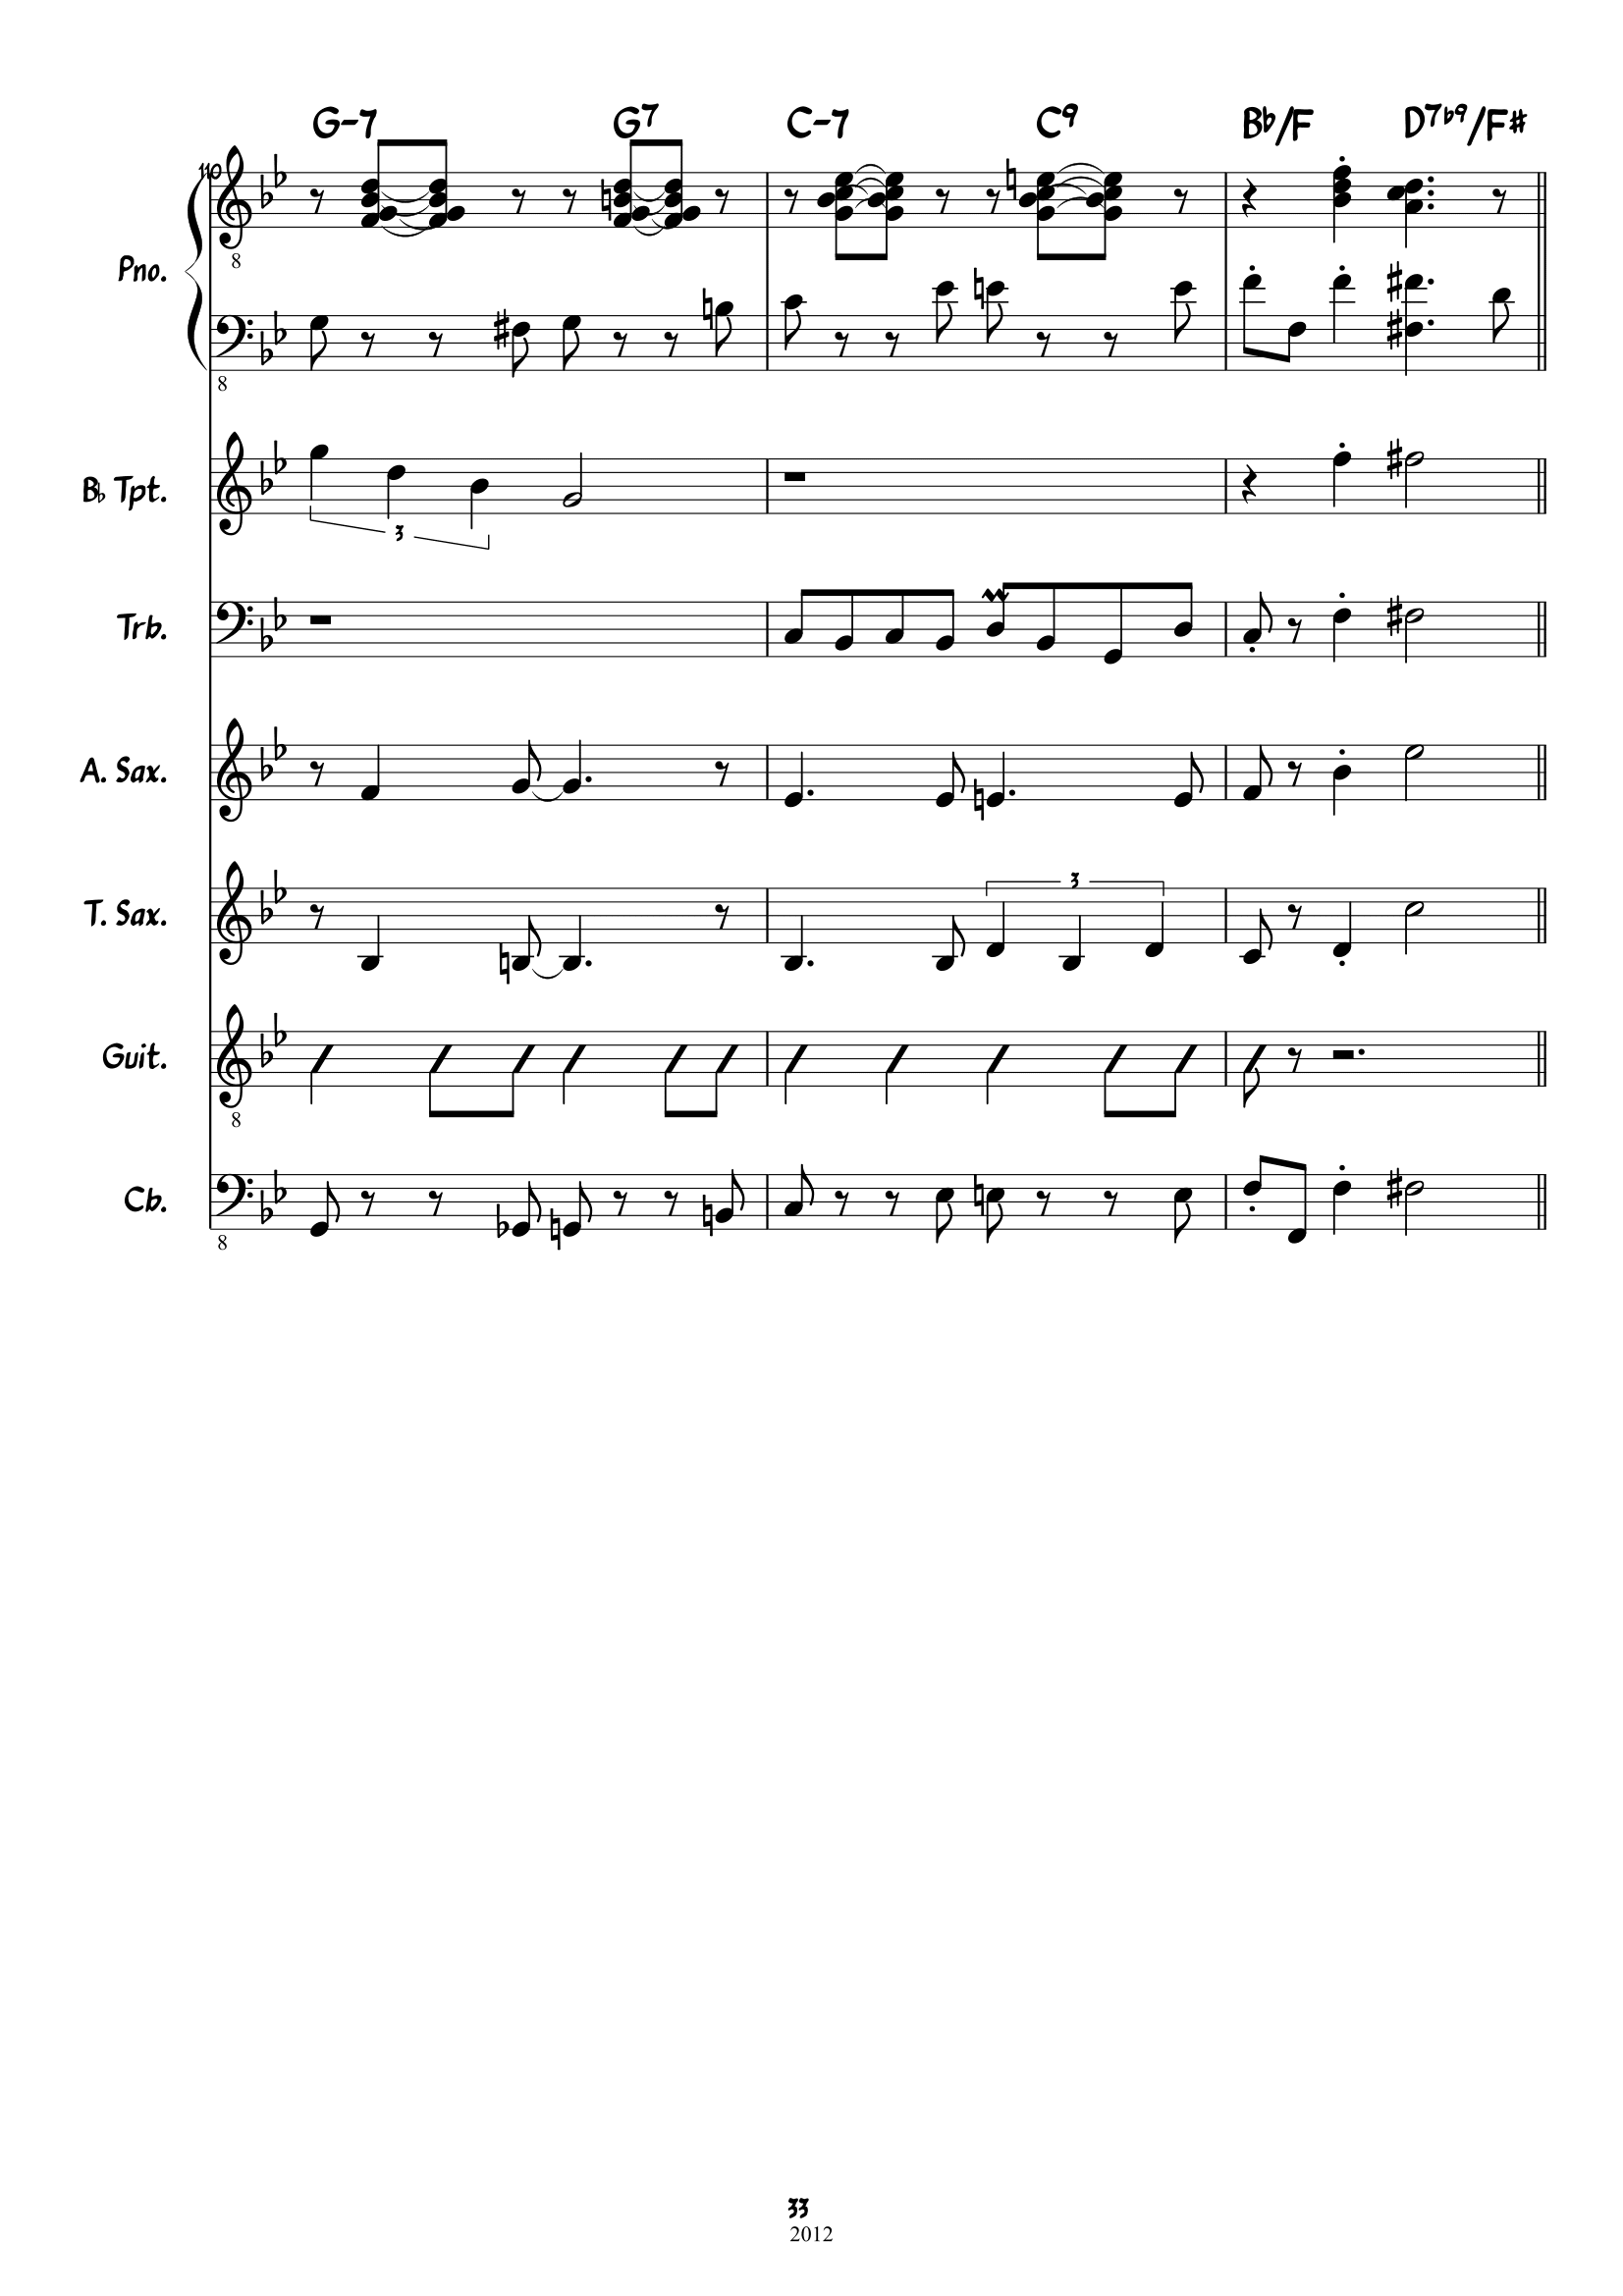 G-7 G7 C-7 C9 B♭/F D7♭9/F#
110
8
Pno.
8
B♭ Tpt.
3
Trb.
A. Sax.
3
T. Sax.
Guit.
8
Cb.
8
33
2012